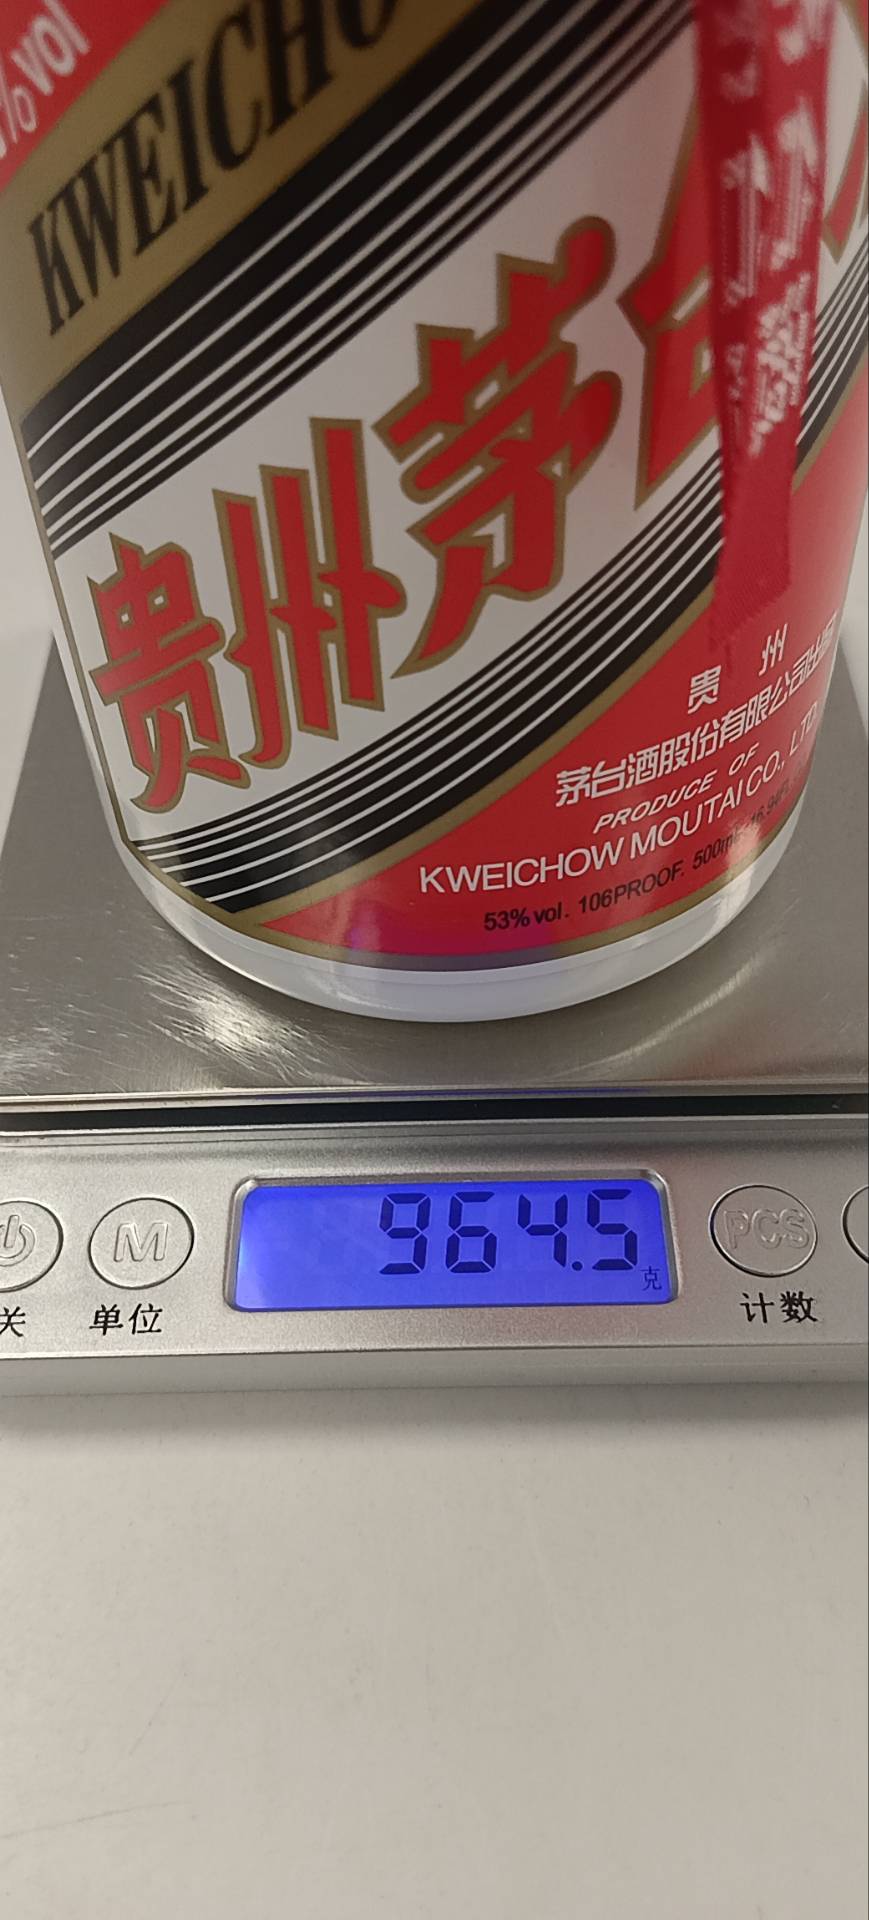 %vol
KWEICHO
贵州茅台
贵 州
茅台酒股份有限公司出品
PRODUCE OF
KWEICHOW MOUTAI CO., LTD.
53%vol. 106PROOF. 500ml
964.5
克
M
PCS
关
单位
计数